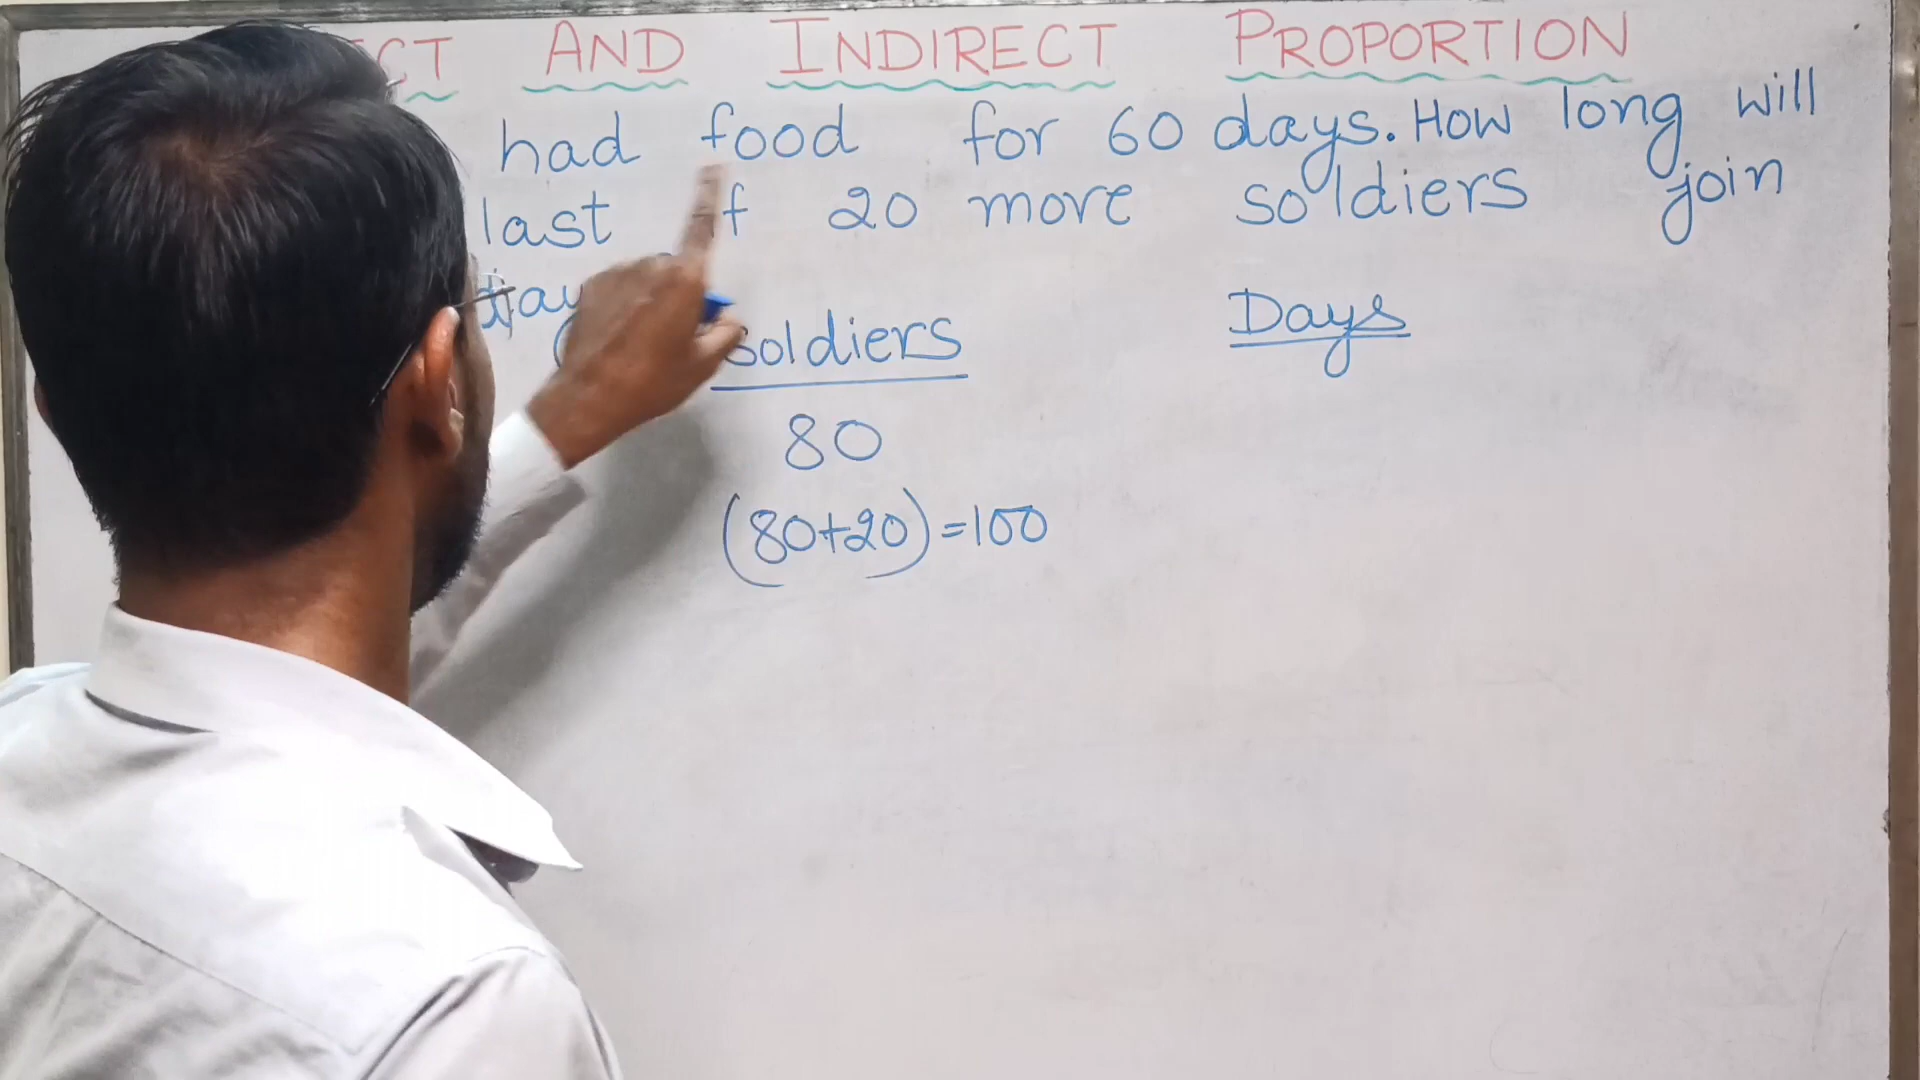 AND INDIRECT PROPORTION
had food for 60 days. How long will
last if 20 more soldiers join
soldiers Days
80
(80+20)=100